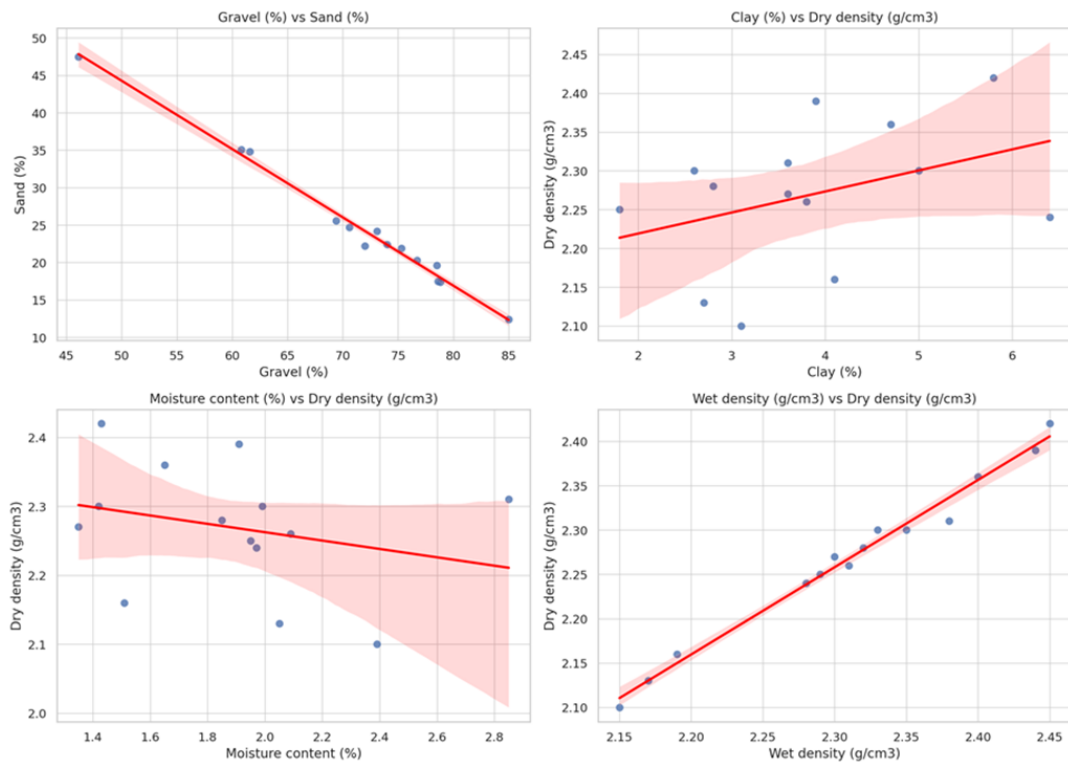 Gravel (%) vs Sand (%)
50
45
40
35
30
25
20
15
10
Sand (%)
45 50 55 60 65 70 75 80 85
Gravel (%)
Clay (%) vs Dry density (g/cm3)
2.45
2.40
2.35
2.30
2.25
2.20
2.15
2.10
Dry density (g/cm3)
2 3 4 5 6
Clay (%)
Moisture content (%) vs Dry density (g/cm3)
2.4
2.3
2.2
2.1
2.0
Dry density (g/cm3)
1.4 1.6 1.8 2.0 2.2 2.4 2.6 2.8
Moisture content (%)
Wet density (g/cm3) vs Dry density (g/cm3)
2.40
2.35
2.30
2.25
2.20
2.15
2.10
Dry density (g/cm3)
2.15 2.20 2.25 2.30 2.35 2.40 2.45
Wet density (g/cm3)